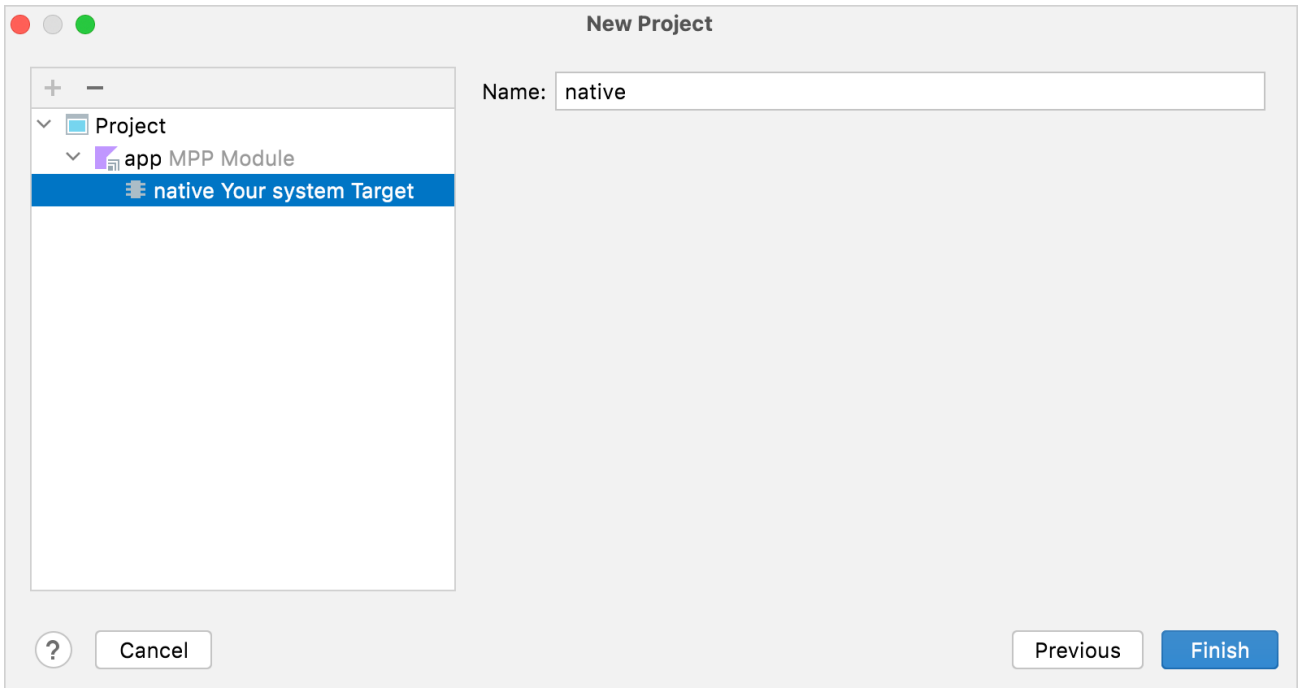 New Project
Name: native
Project
app MPP Module
native Your system Target
? Cancel Previous Finish